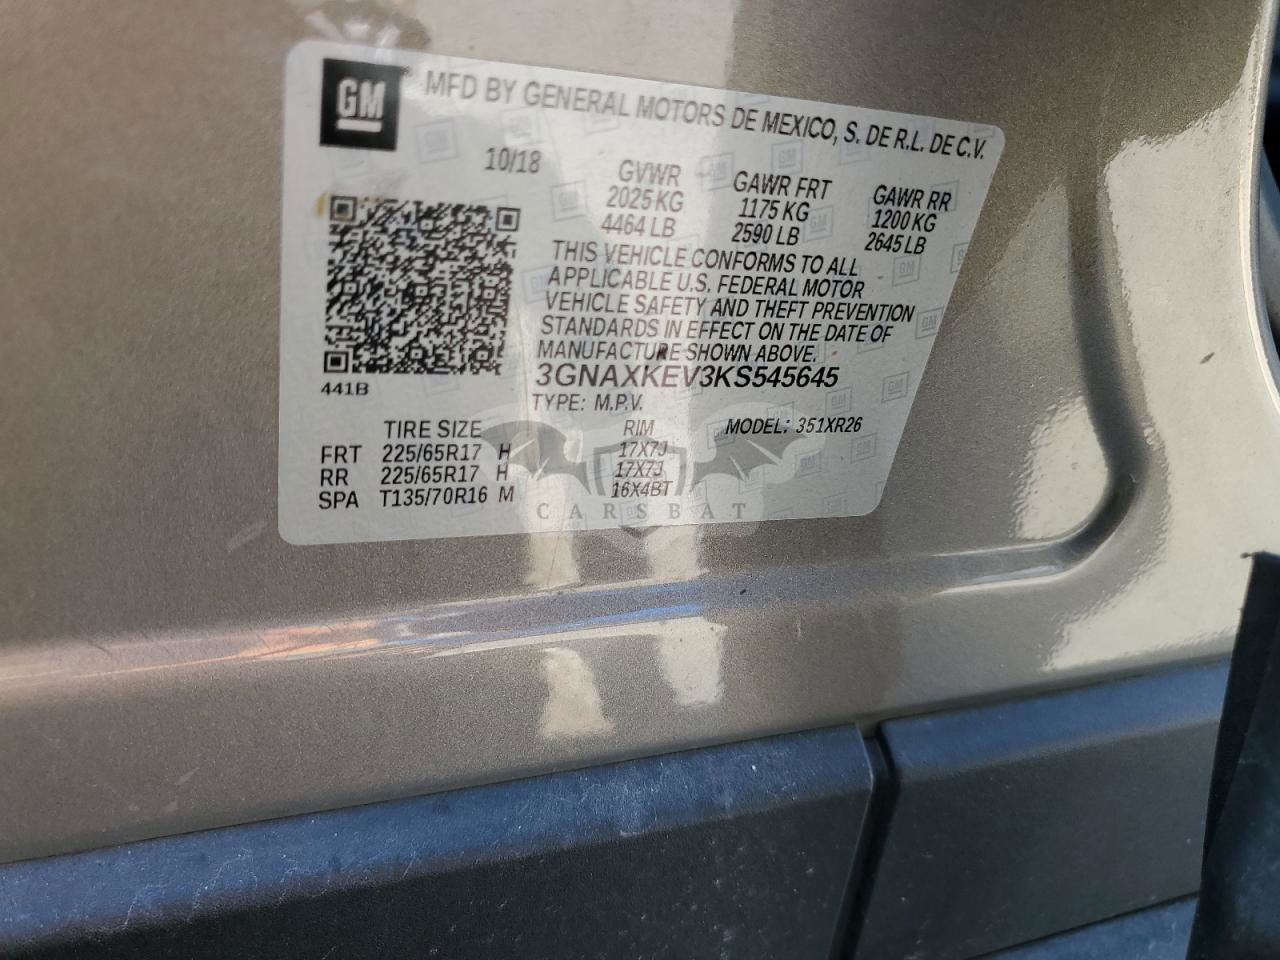 GM
MFD BY GENERAL MOTORS DE MEXICO, S. DE R.L. DE C.V.
10/18
GVWR
2025 KG
4464 LB
GAWR FRT
1175 KG
2590 LB
GAWR RR
1200 KG
2645 LB
THIS VEHICLE CONFORMS TO ALL
APPLICABLE U.S. FEDERAL MOTOR
VEHICLE SAFETY AND THEFT PREVENTION
STANDARDS IN EFFECT ON THE DATE OF
MANUFACTURE SHOWN ABOVE.
3GNAXKEV3KS545645
441B
TYPE: M.P.V.
MODEL: 351XR26
TIRE SIZE RIM
FRT 225/65R17 H 17X7J
RR 225/65R17 H 17X7J
SPA T135/70R16 M 16X4BT
CARSBAT